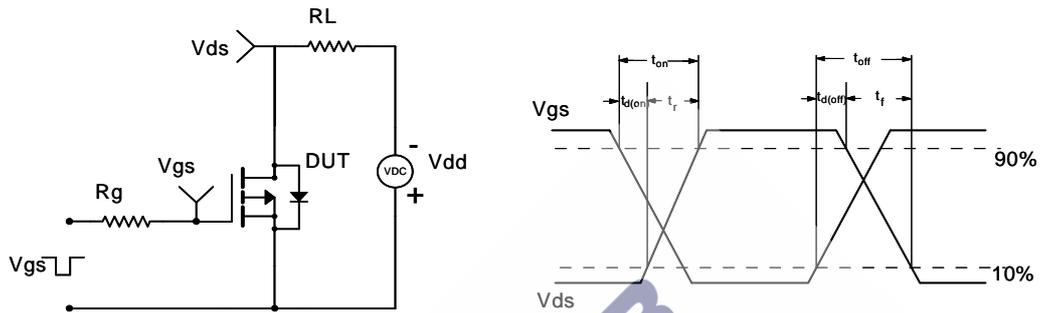 RL
Vds
Vgs
DUT
-
VDC
Vdd
+
Rg
Vgs
ton
toff
td(on)
tr
td(off)
tf
Vgs
90%
10%
Vds